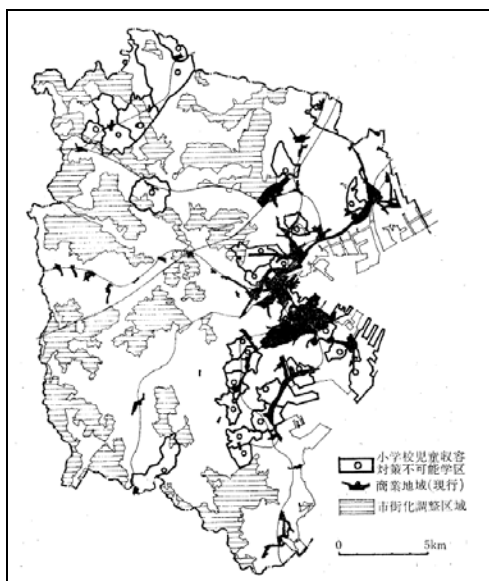 小学校児童収容
対策不可能学区
商業地域(現行)
市街化調整区域
0 5km